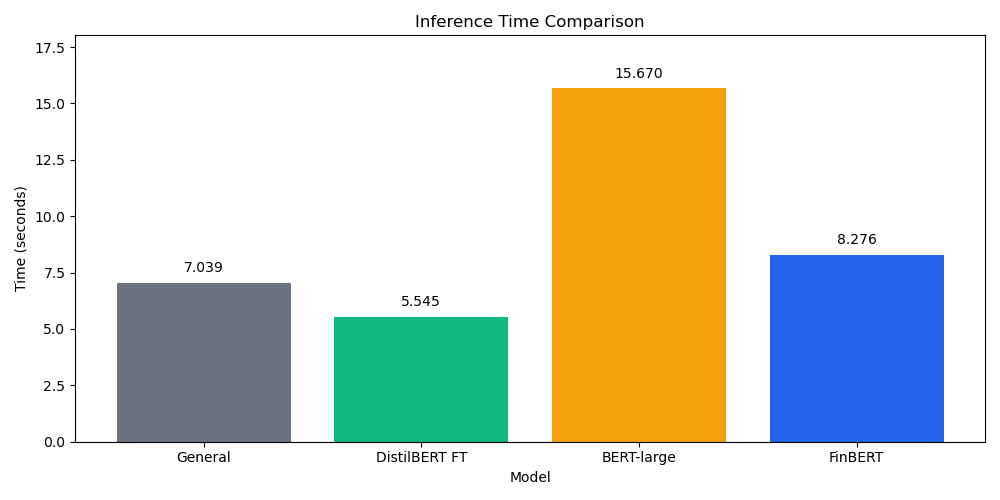 Inference Time Comparison
Time (seconds)
17.5
15.0
12.5
10.0
7.5
5.0
2.5
0.0
7.039
5.545
15.670
8.276
General
DistilBERT FT
BERT-large
FinBERT
Model